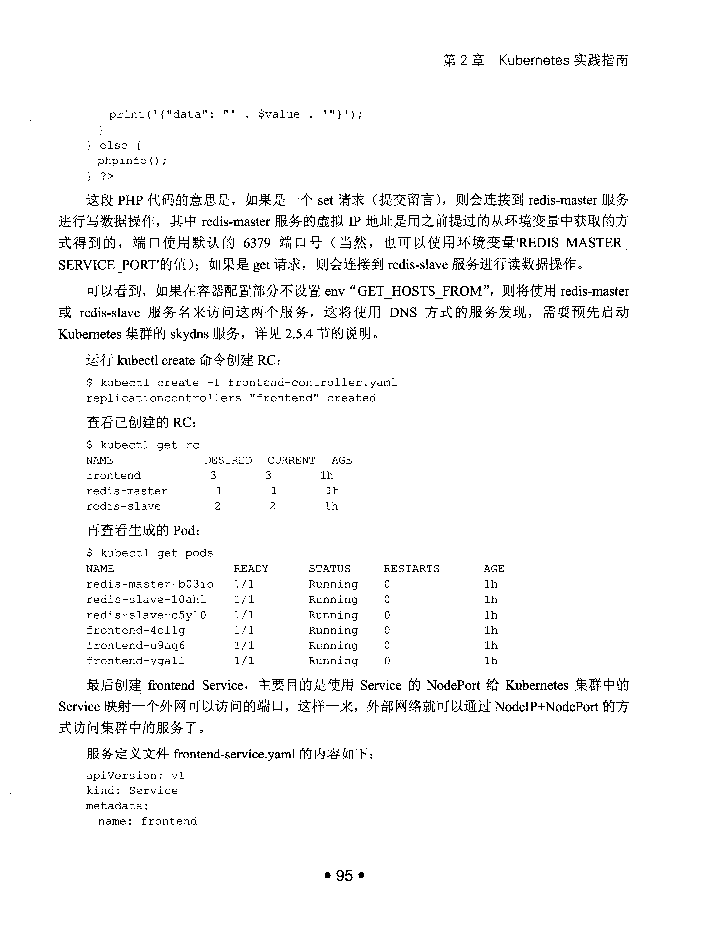 第 2 章 Kubernetes 实践指南
print('{"data": "' . $value . '"}');
}
} else {
phpinfo();
} ?>
这段 PHP 代码的意思是，如果是一个 set 请求（提交留言），则会连接到 redis-master 服务
进行写数据操作，其中 redis-master 服务的虚拟 IP 地址是用之前提过的从环境变量中获取的方
式得到的，端口使用默认的 6379 端口号（当然，也可以使用环境变量'REDIS_MASTER_
SERVICE_PORT'的值）；如果是 get 请求，则会连接到 redis-slave 服务进行读数据操作。
可以看到，如果在容器配置部分不设置 env “GET_HOSTS_FROM”，则将使用 redis-master
或 redis-slave 服务名来访问这两个服务，这将使用 DNS 方式的服务发现，需要预先启动
Kubernetes 集群的 skydns 服务，详见 2.5.4 节的说明。
运行 kubectl create 命令创建 RC：
$ kubectl create -f frontend-controller.yaml
replicationcontrollers "frontend" created
查看已创建的 RC：
$ kubectl get rc
NAME DESIRED CURRENT AGE
frontend 3 3 1h
redis-master 1 1 1h
redis-slave 2 2 1h
再查看生成的 Pod：
$ kubectl get pods
NAME READY STATUS RESTARTS AGE
1/1 Running 0 1h
1/1 Running 0 1h
1/1 Running 0 1h
1/1 Running 0 1h
frontend-u9aq6 1/1 Running 0 1h
1/1 Running 0 1h
最后创建 frontend Service，主要目的是使用 Service 的 NodePort 给 Kubernetes 集群中的
Service 映射一个外网可以访问的端口，这样一来，外部网络就可以通过 NodeIP+NodePort 的方
式访问集群中的服务了。
服务定义文件 frontend-service.yaml 的内容如下：
apiVersion: v1
kind: Service
metadata:
name: frontend
• 95 •